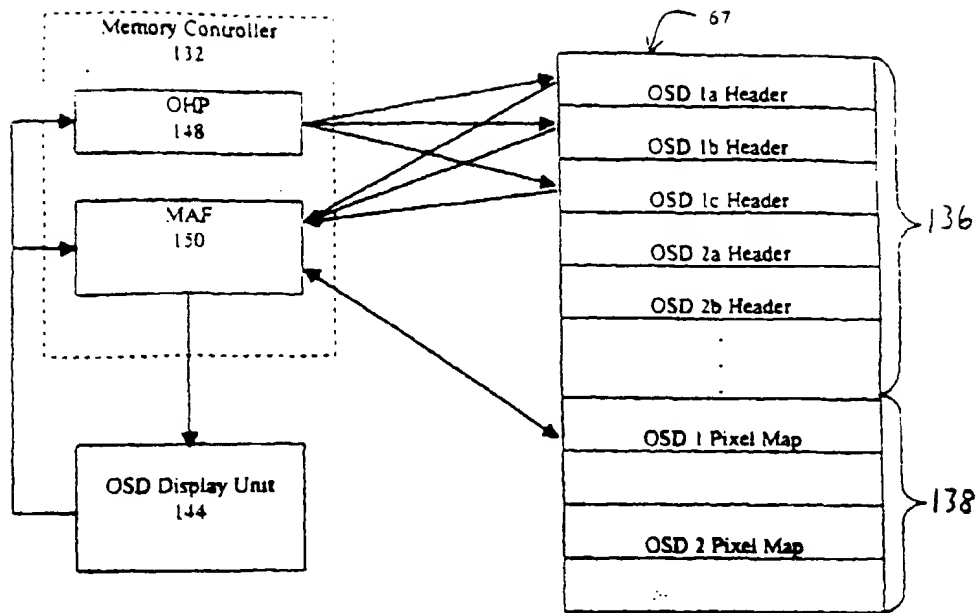 Memory Controller
132
OHP
148
MAF
150
OSD Display Unit
144
67
OSD 1a Header
OSD 1b Header
OSD 1c Header
OSD 2a Header
OSD 2b Header
136
OSD 1 Pixel Map
OSD 2 Pixel Map
138